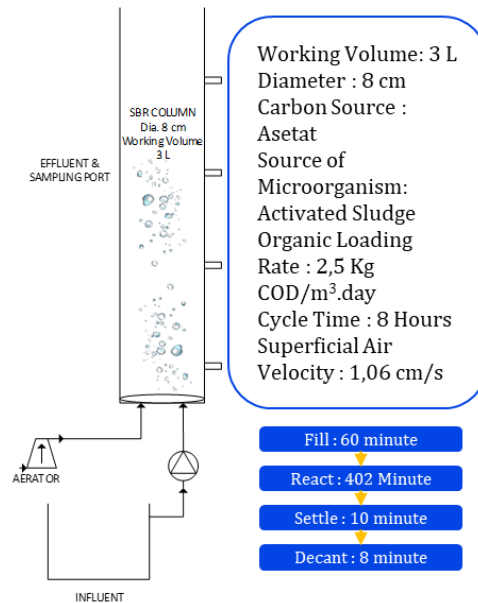 SBR COLUMN
Dia. 8 cm
Working Volume
3 L
EFFLUENT &
SAMPLING PORT
AERATOR
INFLUENT
Working Volume: 3 L
Diameter : 8 cm
Carbon Source :
Asetat
Source of
Microorganism:
Activated Sludge
Organic Loading
Rate : 2,5 Kg
COD/m³.day
Cycle Time : 8 Hours
Superficial Air
Velocity : 1,06 cm/s
Fill : 60 minute
React : 402 Minute
Settle : 10 minute
Decant : 8 minute